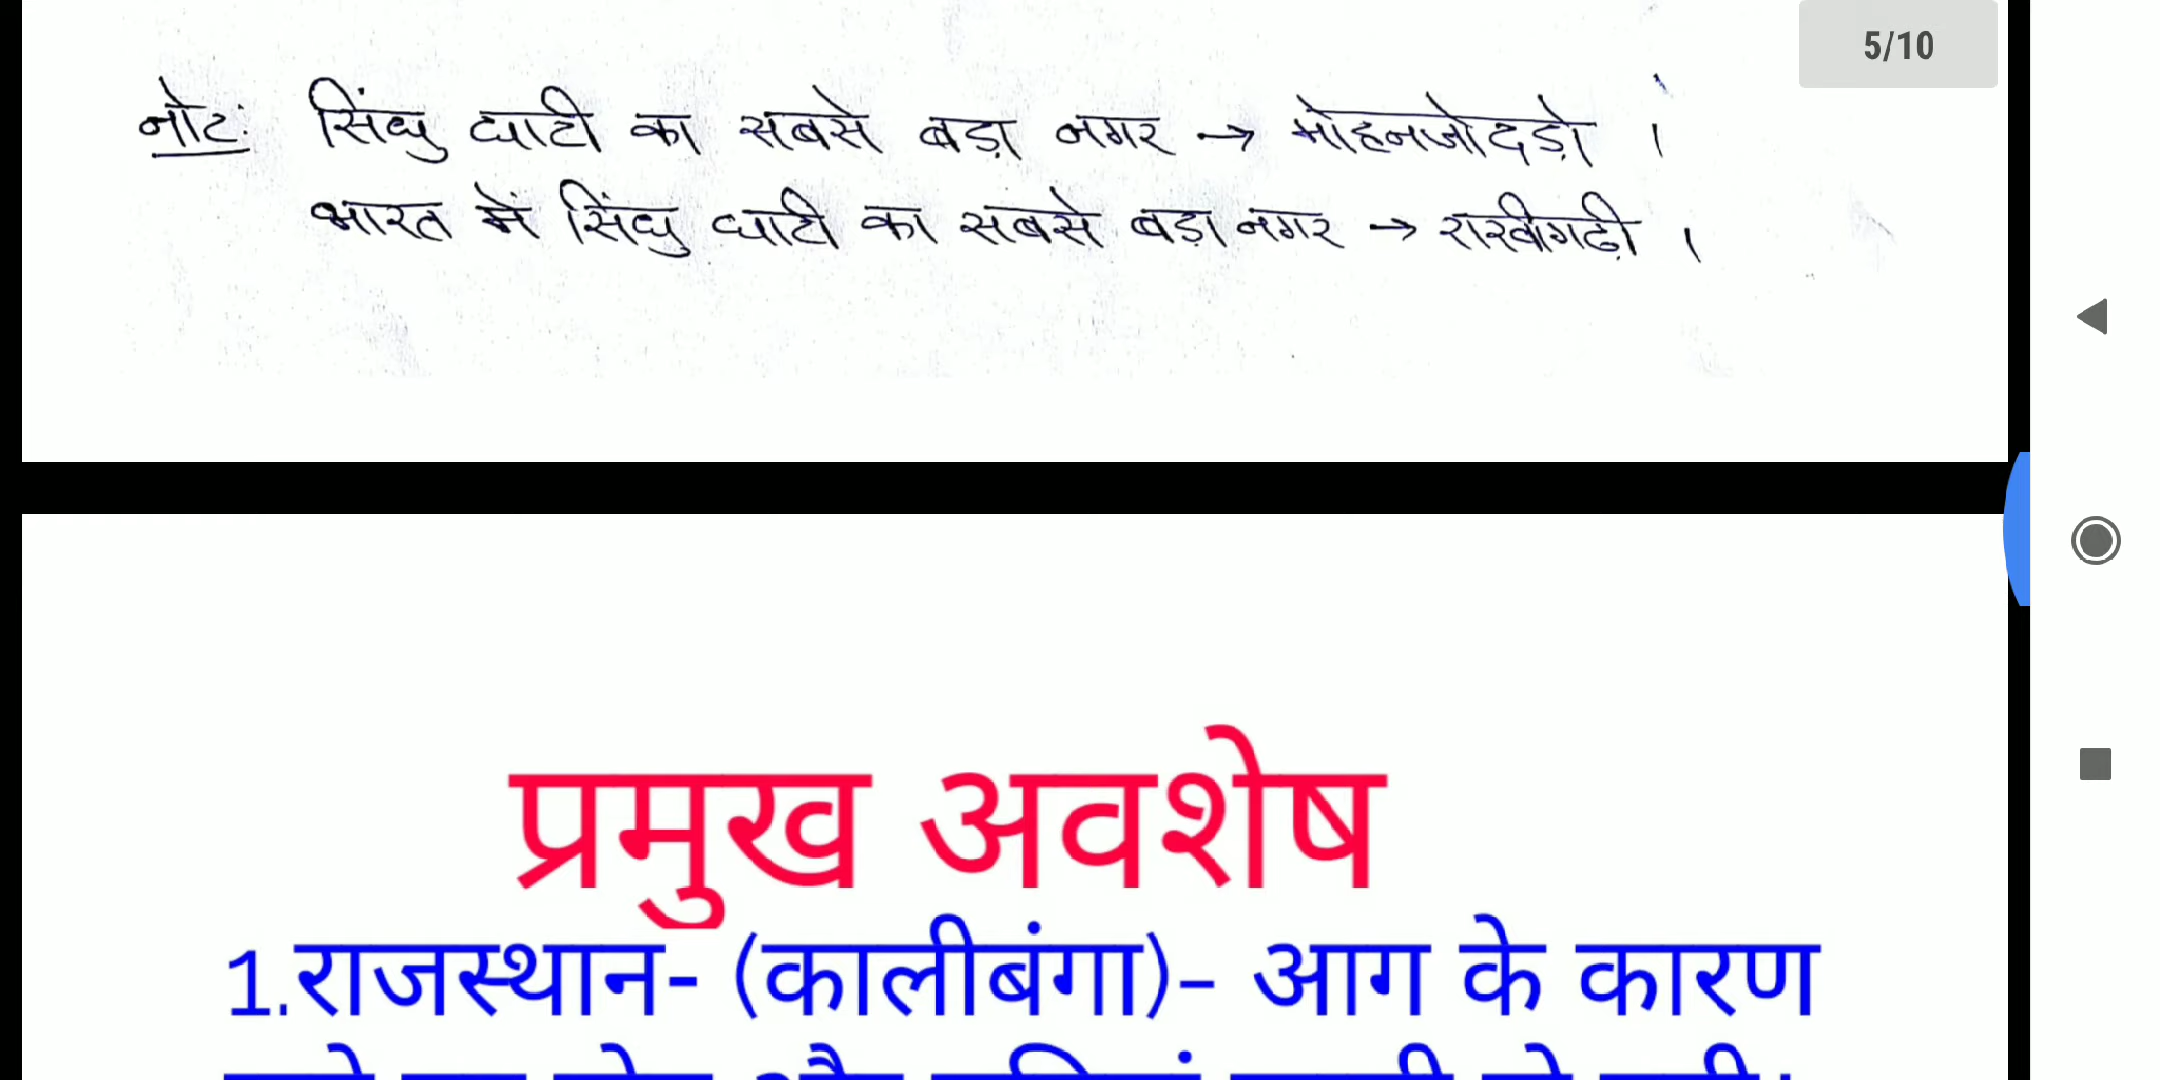 5/10
नोट: सिंधु घाटी का सबसे बड़ा नगर → मोहनजोदड़ो ।
भारत में सिंधु घाटी का सबसे बड़ा नगर → राखीगढ़ी ।
प्रमुख अवशेष
1.राजस्थान- (कालीबंगा)– आग के कारण